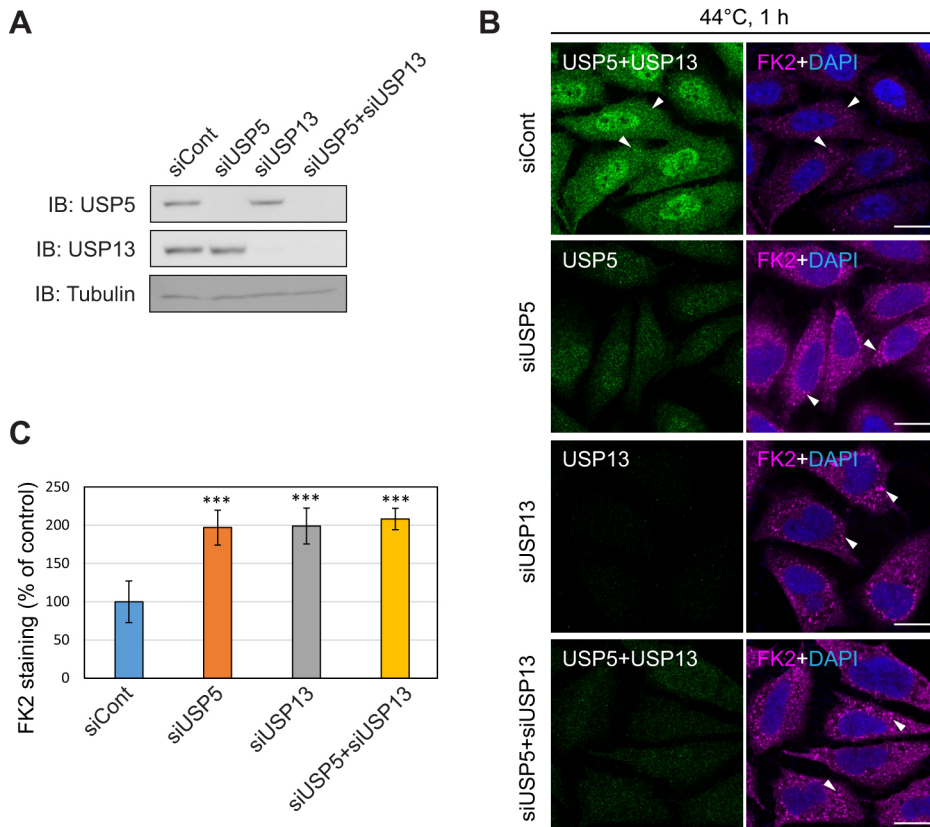 A
siCont
siUSP5
siUSP13
siUSP5+siUSP13
IB: USP5
IB: USP13
IB: Tubulin
B
44°C, 1 h
siCont
USP5+USP13
FK2+DAPI
siUSP5
USP5
FK2+DAPI
siUSP13
USP13
FK2+DAPI
siUSP5+siUSP13
USP5+USP13
FK2+DAPI
C
FK2 staining (% of control)
250
200
150
100
50
0
***
***
***
siCont
siUSP5
siUSP13
siUSP5+siUSP13